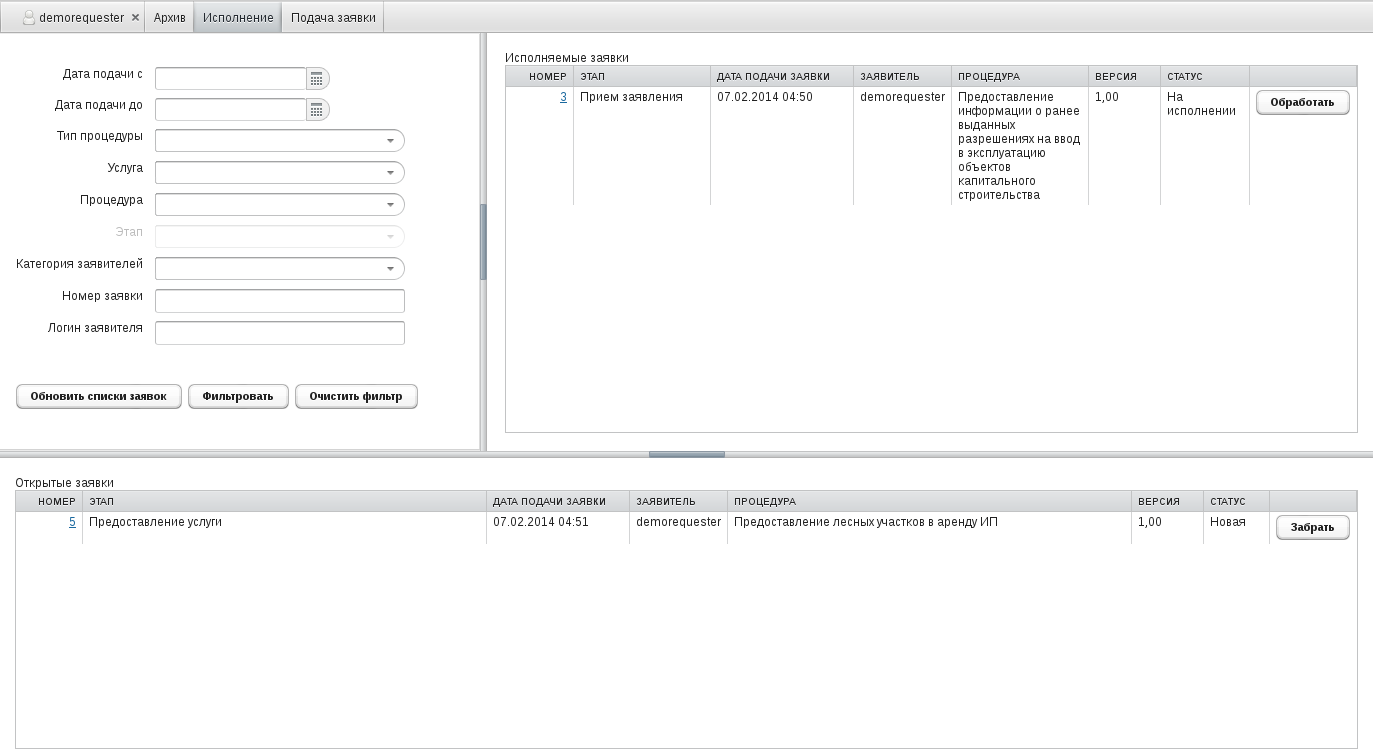 demorequester × Архив Исполнение Подача заявки
Дата подачи с
Дата подачи до
Тип процедуры
Услуга
Процедура
Этап
Категория заявителей
Номер заявки
Логин заявителя
Обновить списки заявок Фильтровать Очистить фильтр
Исполняемые заявки
НОМЕР ЭТАП ДАТА ПОДАЧИ ЗАЯВКИ ЗАЯВИТЕЛЬ ПРОЦЕДУРА ВЕРСИЯ СТАТУС
3 Прием заявления 07.02.2014 04:50 demorequester Предоставление 1,00 На Обработать
информации о ранее исполнении
выданных
разрешениях на ввод
в эксплуатацию
объектов
капитального
строительства
Открытые заявки
НОМЕР ЭТАП ДАТА ПОДАЧИ ЗАЯВКИ ЗАЯВИТЕЛЬ ПРОЦЕДУРА ВЕРСИЯ СТАТУС
5 Предоставление услуги 07.02.2014 04:51 demorequester Предоставление лесных участков в аренду ИП 1,00 Новая Забрать